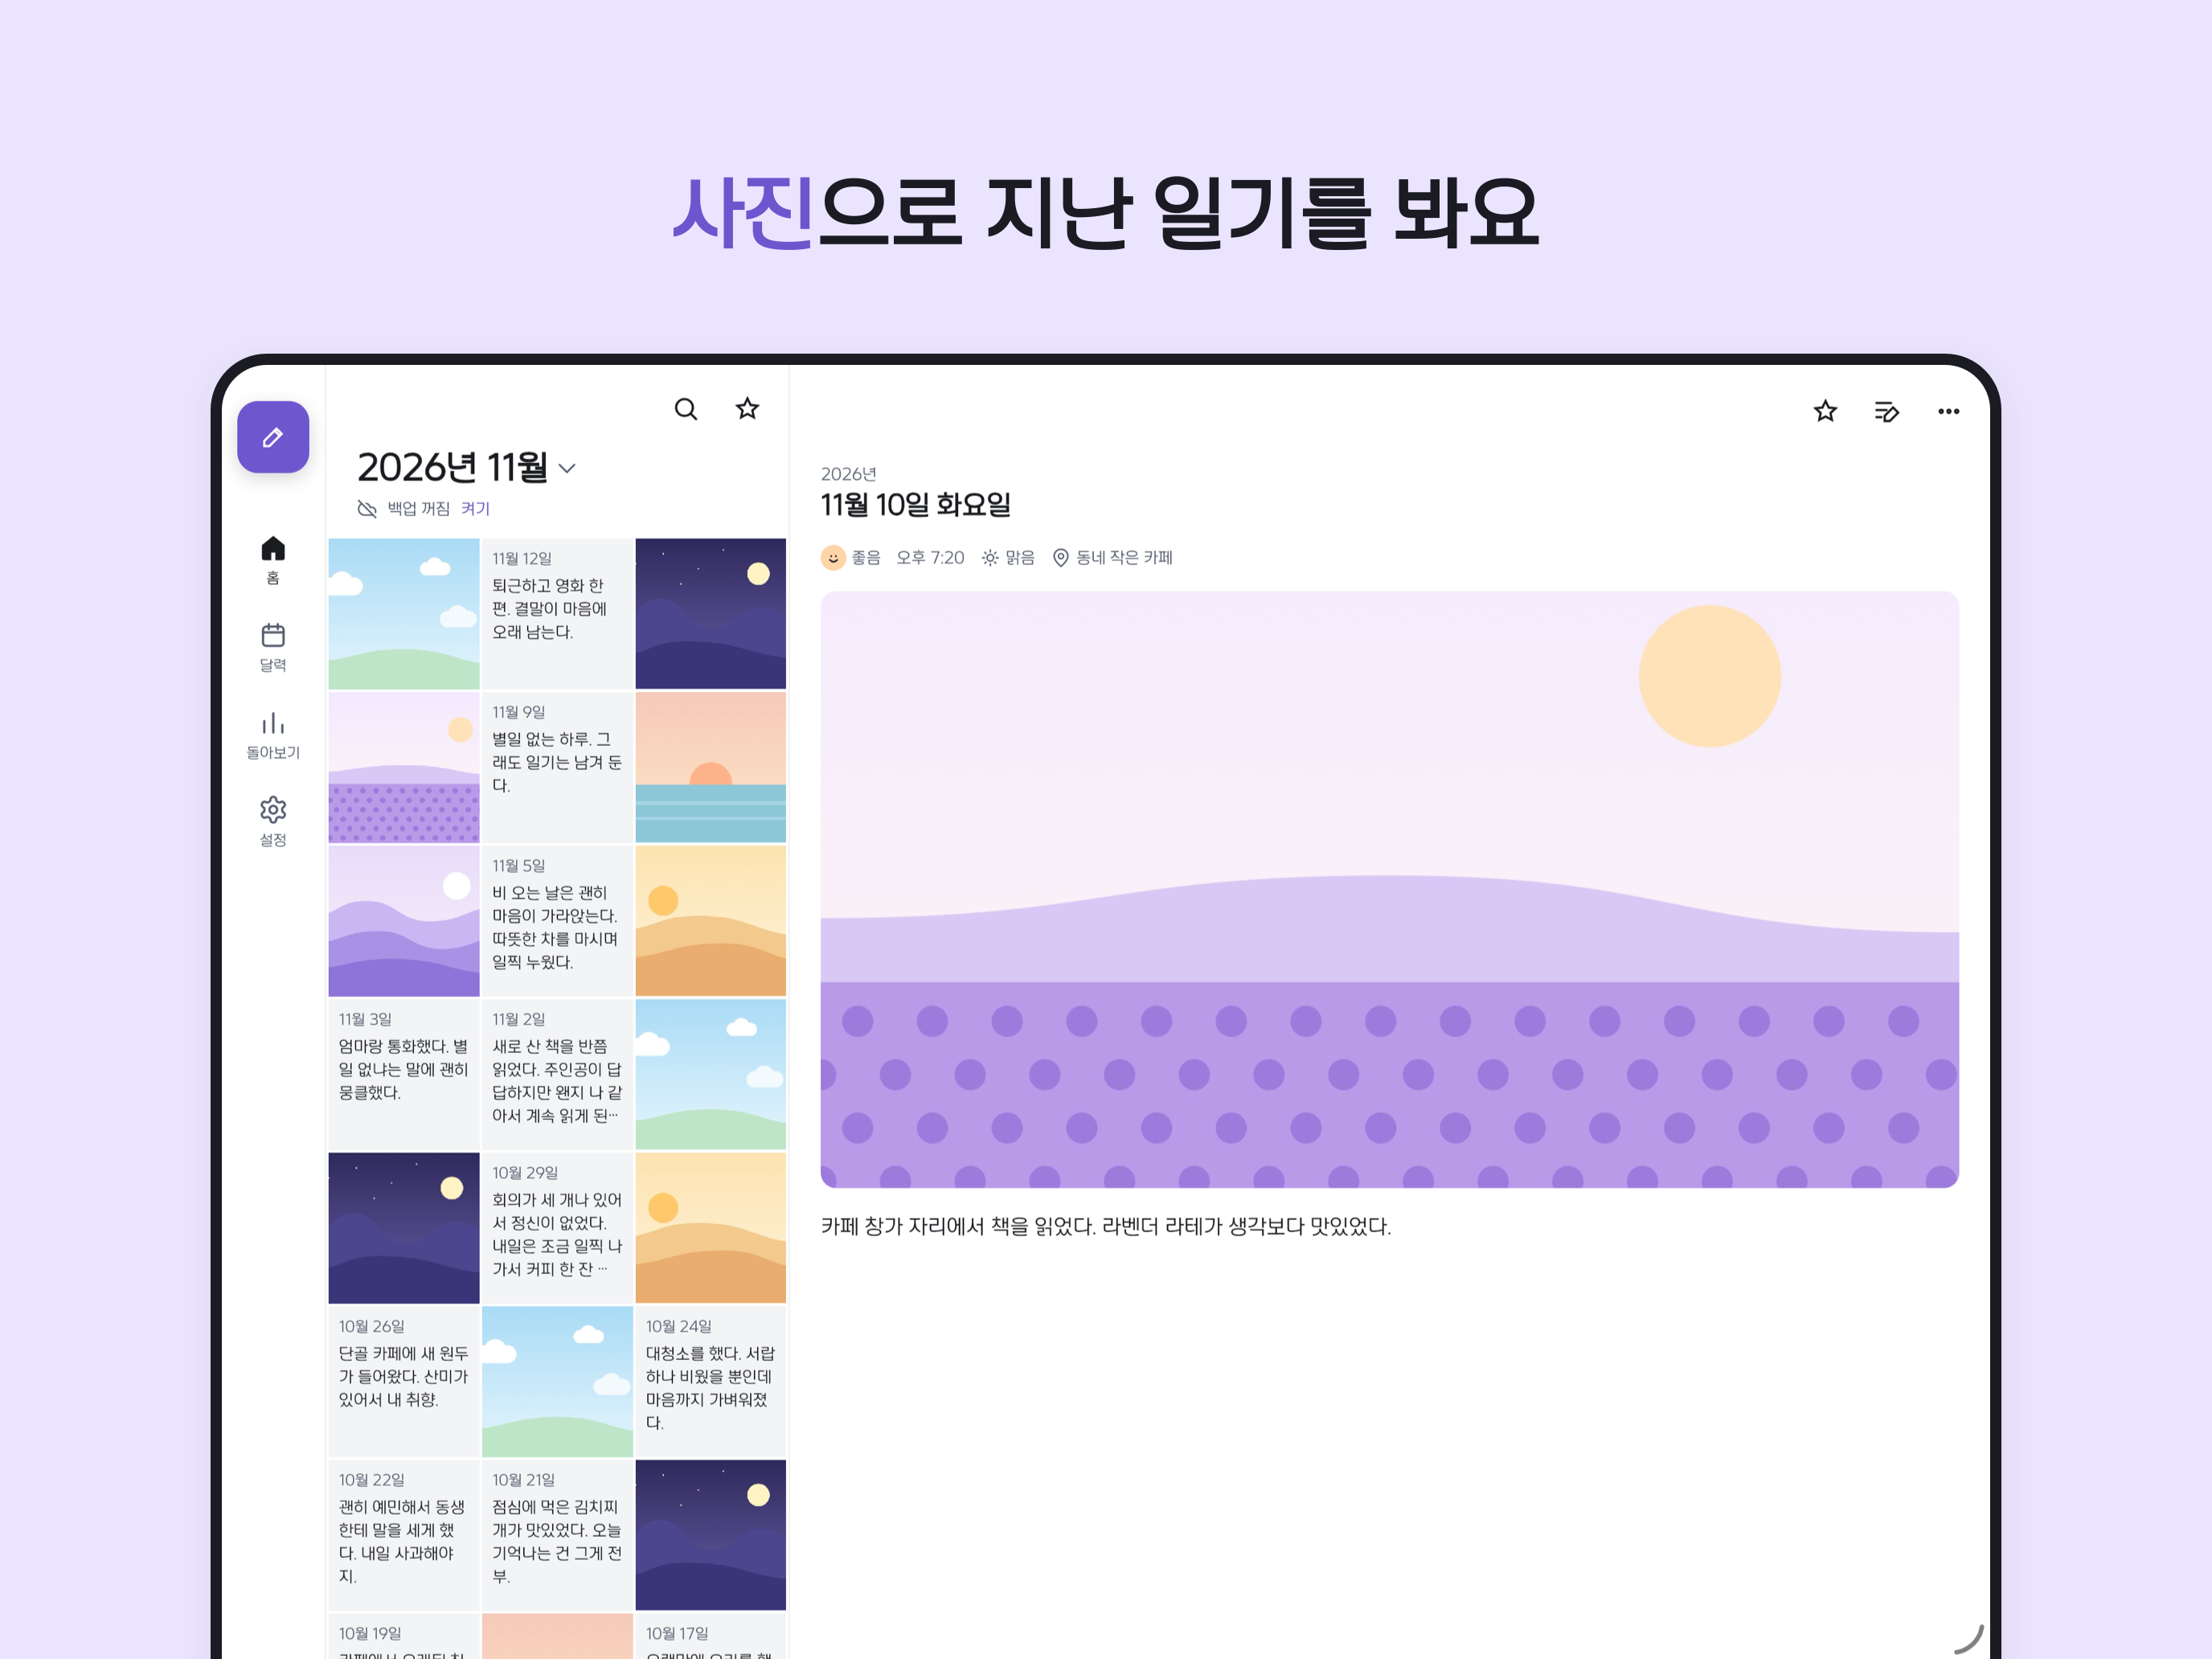 사진으로 지난 일기를 봐요
2026년 11월
백업 꺼짐 켜기
홈
달력
돌아보기
설정
11월 12일
퇴근하고 영화 한
편. 결말이 마음에
오래 남는다.
11월 9일
별일 없는 하루. 그
래도 일기는 남겨 둔
다.
11월 5일
비 오는 날은 괜히
마음이 가라앉는다.
따뜻한 차를 마시며
일찍 누웠다.
11월 3일
엄마랑 통화했다. 별
일 없냐는 말에 괜히
뭉클했다.
11월 2일
새로 산 책을 반쯤
읽었다. 주인공이 답
답하지만 왠지 나 같
아서 계속 읽게 된…
10월 29일
회의가 세 개나 있어
서 정신이 없었다.
내일은 조금 일찍 나
가서 커피 한 잔 …
10월 26일
단골 카페에 새 원두
가 들어왔다. 산미가
있어서 내 취향.
10월 24일
대청소를 했다. 서랍
하나 비웠을 뿐인데
마음까지 가벼워졌
다.
10월 22일
괜히 예민해서 동생
한테 말을 세게 했
다. 내일 사과해야
지.
10월 21일
점심에 먹은 김치찌
개가 맛있었다. 오늘
기억나는 건 그게 전
부.
10월 19일
10월 17일
2026년
11월 10일 화요일
좋음 오후 7:20 맑음 동네 작은 카페
카페 창가 자리에서 책을 읽었다. 라벤더 라테가 생각보다 맛있었다.